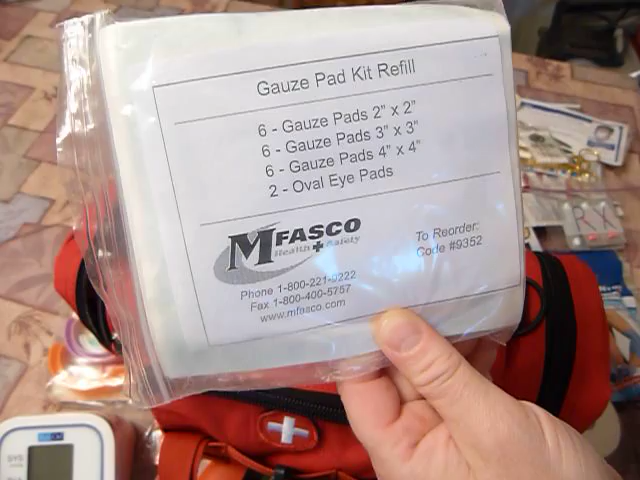 Gauze Pad Kit Refill
6 - Gauze Pads 2" x 2"
6 - Gauze Pads 3" x 3"
6 - Gauze Pads 4" x 4"
2 - Oval Eye Pads
MFASCO
Health + Safety
To Reorder:
Code #9352
Phone 1-800-221-9222
Fax 1-800-400-5757
www.mfasco.com
SYS